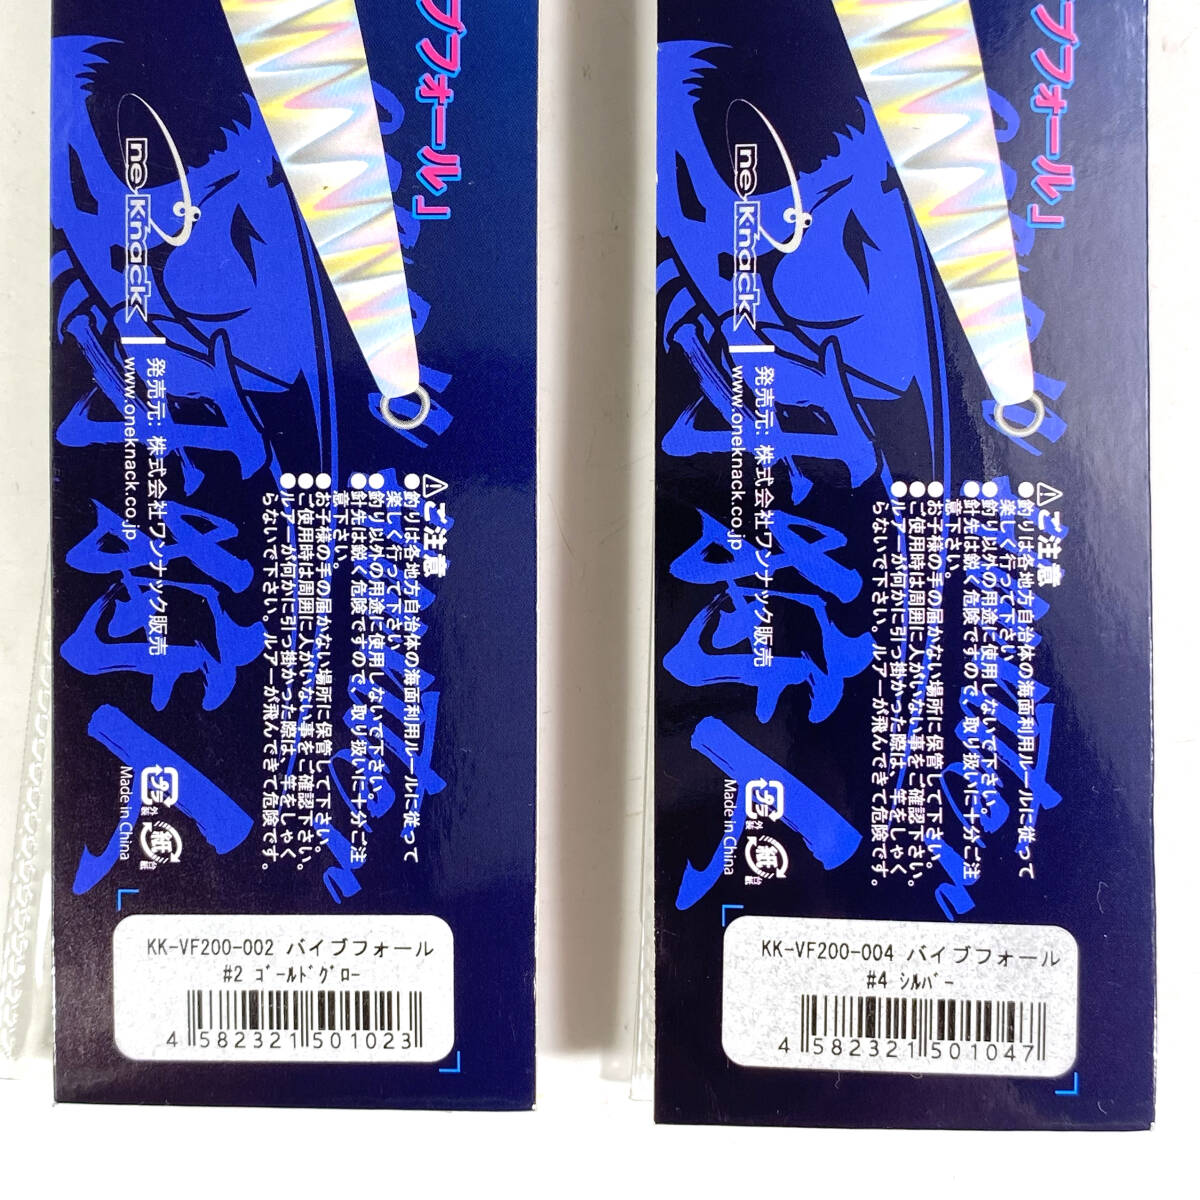 ブフォール」
ne Knack
発売元: 株式会社ワンナック販売
www.oneknack.co.jp
⚠ご注意
●釣りは各地方自治体の海面利用ルールに従って
楽しく行って下さい
●釣り以外の用途に使用しないで下さい。
●針先は鋭く危険ですので、取り扱いに十分ご注
意下さい。
●お子様の手の届かない場所に保管して下さい。
●ご使用時は周囲に人がいない事をご確認下さい。
●ルアーが何かに引っ掛かった際は、竿をしゃく
らないで下さい。ルアーが飛んできて危険です。
プラ
外装
紙
台紙
Made in China
KK-VF200-002 バイブフォール
#2 ｺﾞｰﾙﾄﾞｸﾞﾛｰ
4 582321 501023
ブフォール」
ne Knack
発売元: 株式会社ワンナック販売
www.oneknack.co.jp
⚠ご注意
●釣りは各地方自治体の海面利用ルールに従って
楽しく行って下さい
●釣り以外の用途に使用しないで下さい。
●針先は鋭く危険ですので、取り扱いに十分ご注
意下さい。
●お子様の手の届かない場所に保管して下さい。
●ご使用時は周囲に人がいない事をご確認下さい。
●ルアーが何かに引っ掛かった際は、竿をしゃく
らないで下さい。ルアーが飛んできて危険です。
プラ
外装
紙
台紙
Made in China
KK-VF200-004 バイブフォール
#4 ｼﾙﾊﾞｰ
4 582321 501047